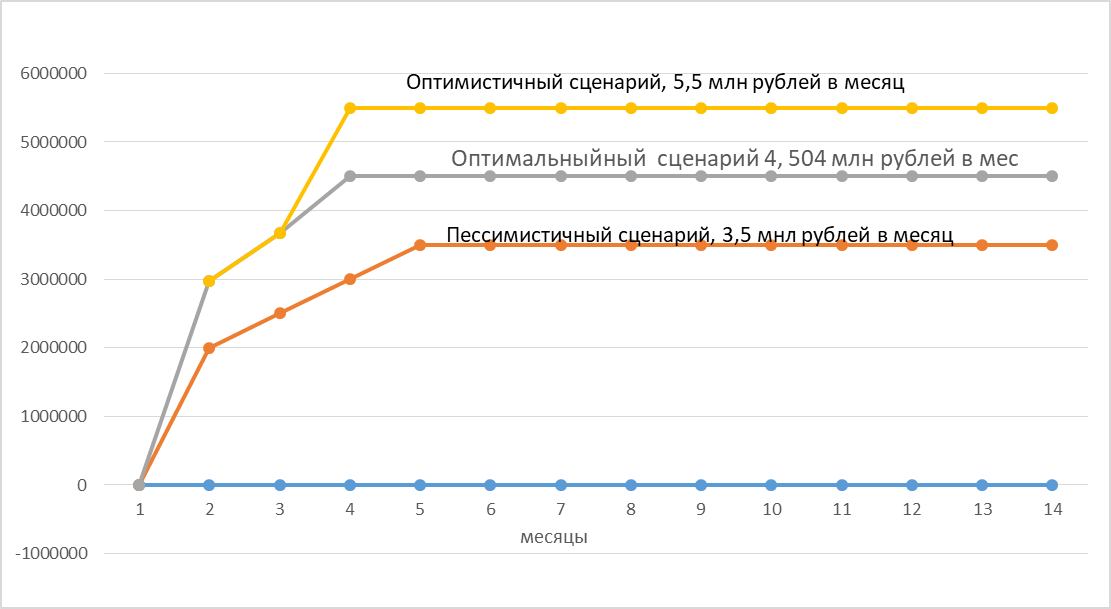 6000000
Оптимистичный сценарий, 5,5 млн рублей в месяц
5000000
Оптимальныйный сценарий 4, 504 млн рублей в мес
4000000
Пессимистичный сценарий, 3,5 мнл рублей в месяц
3000000
2000000
1000000
0
1 2 3 4 5 6 7 8 9 10 11 12 13 14
месяцы
-1000000